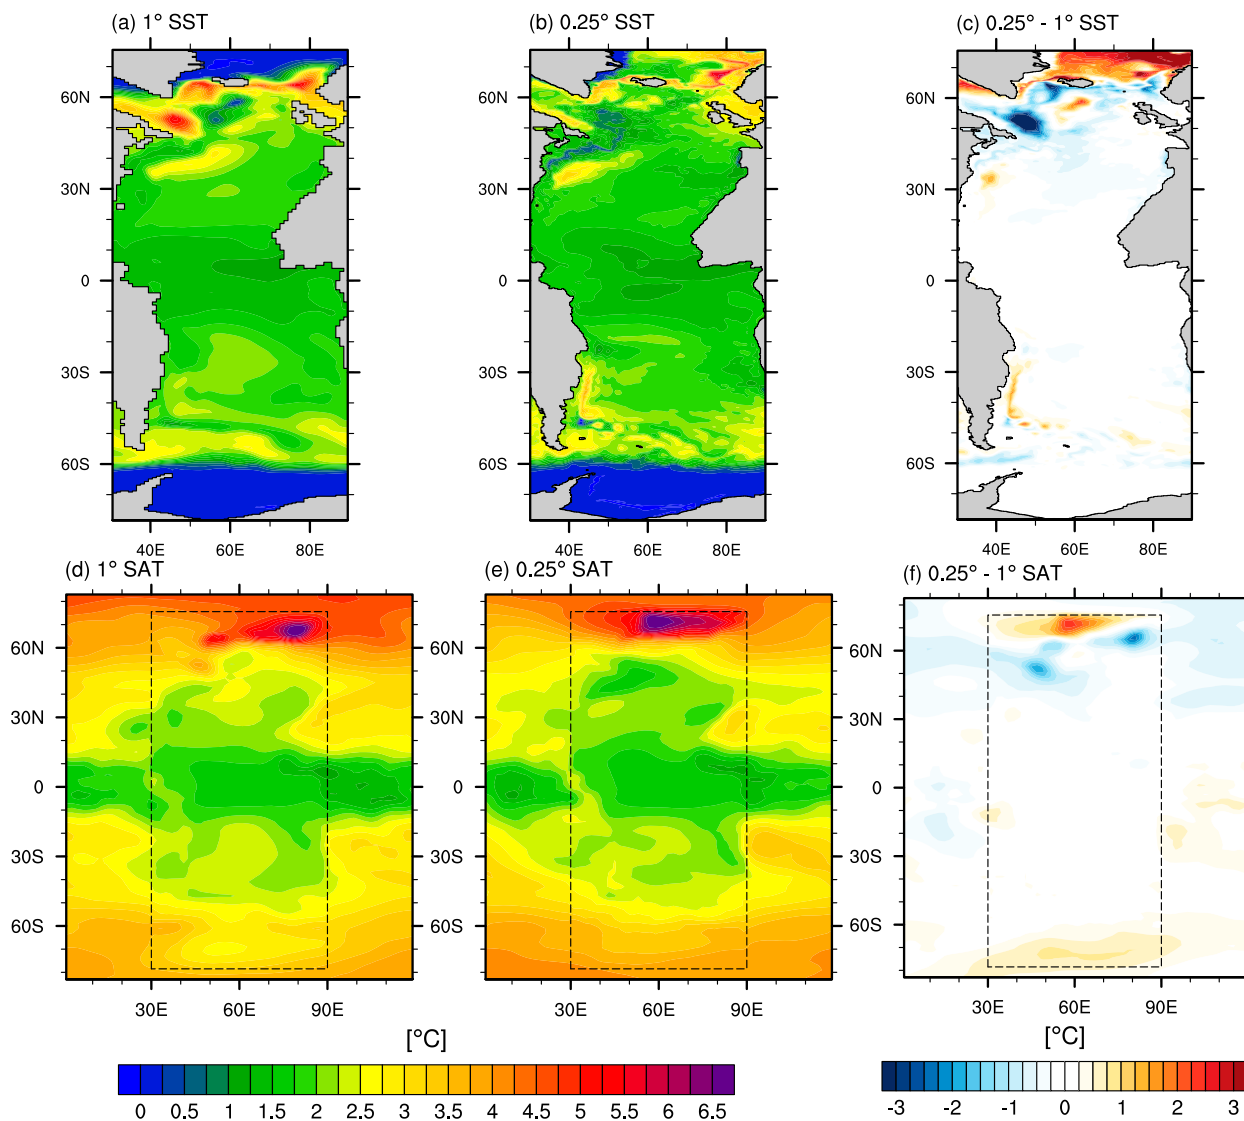 (a) 1° SST
(b) 0.25° SST
(c) 0.25° - 1° SST
60N
30N
0
30S
60S
60N
30N
0
30S
60S
60N
30N
0
30S
60S
40E 60E 80E
40E 60E 80E
40E 60E 80E
(d) 1° SAT
(e) 0.25° SAT
(f) 0.25° - 1° SAT
60N
30N
0
30S
60S
60N
30N
0
30S
60S
60N
30N
0
30S
60S
30E 60E 90E
30E 60E 90E
30E 60E 90E
[°C]
[°C]
0 0.5 1 1.5 2 2.5 3 3.5 4 4.5 5 5.5 6 6.5
-3 -2 -1 0 1 2 3